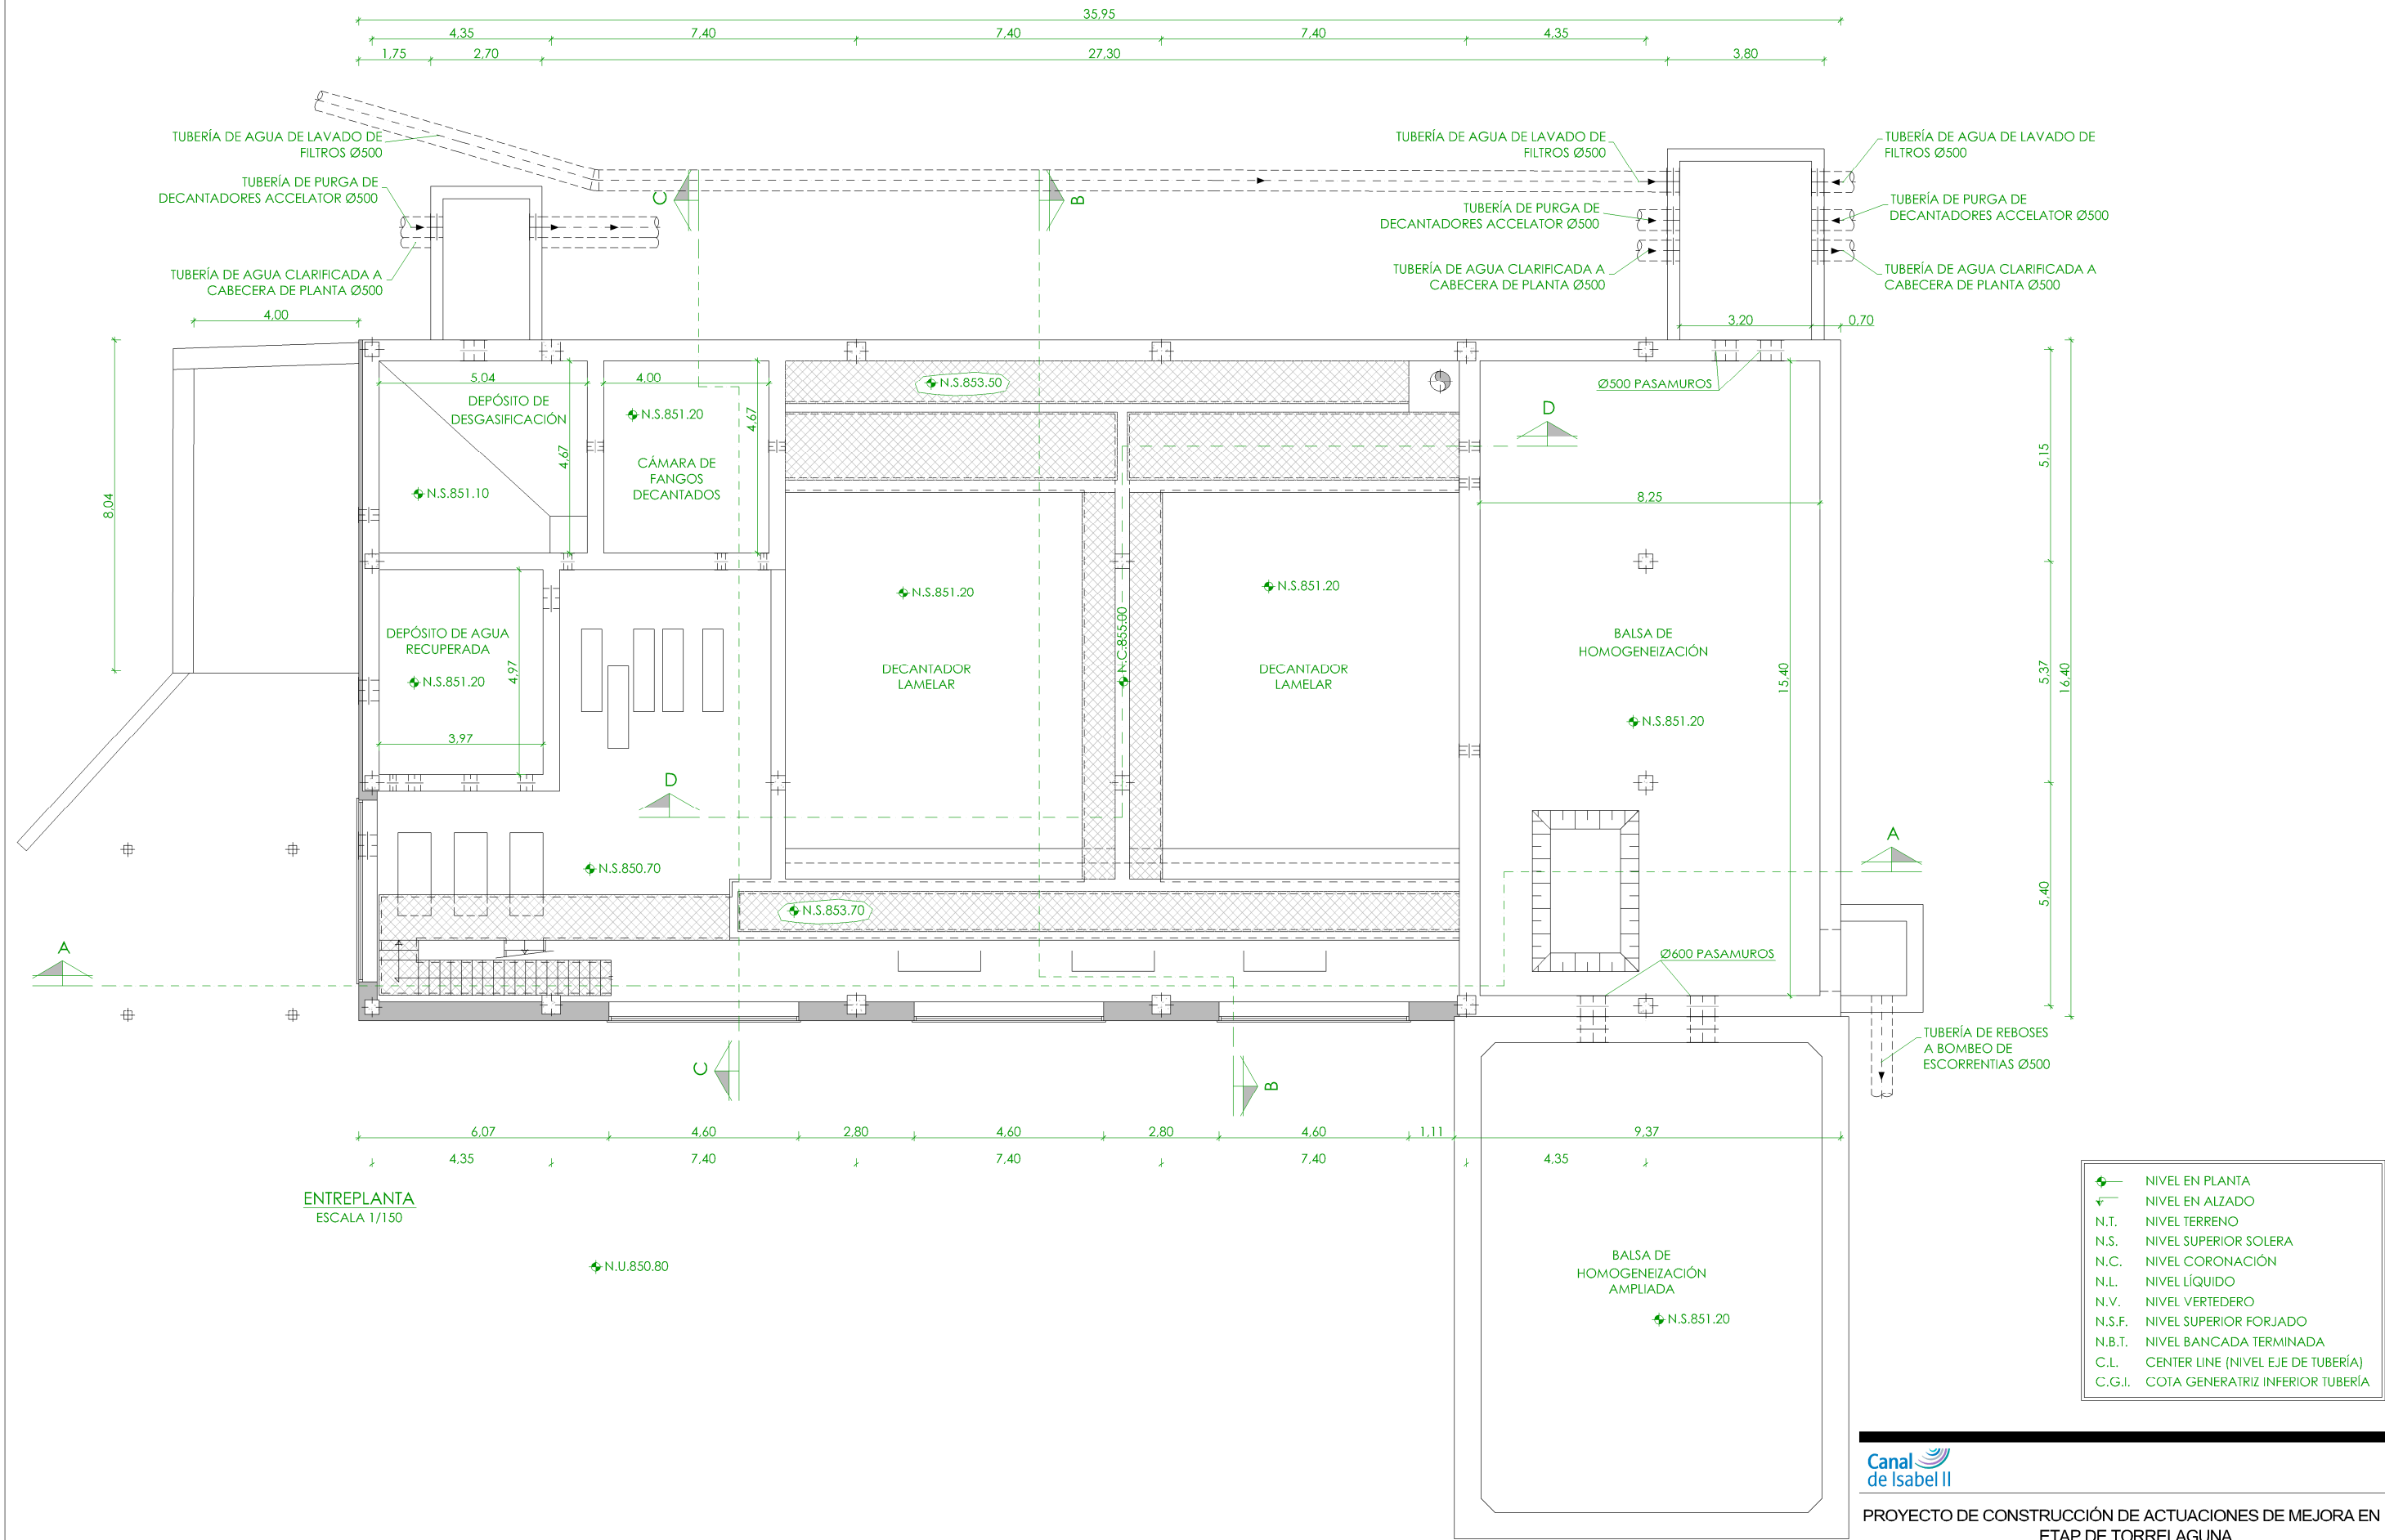 35,95
4,35
7,40
7,40
7,40
4,35
1,75
2,70
27,30
3,80
TUBERÍA DE AGUA DE LAVADO DE
FILTROS Ø500
TUBERÍA DE PURGA DE
DECANTADORES ACCELATOR Ø500
TUBERÍA DE AGUA CLARIFICADA A
CABECERA DE PLANTA Ø500
C
B
TUBERÍA DE AGUA DE LAVADO DE
FILTROS Ø500
TUBERÍA DE PURGA DE
DECANTADORES ACCELATOR Ø500
TUBERÍA DE AGUA CLARIFICADA A
CABECERA DE PLANTA Ø500
TUBERÍA DE AGUA DE LAVADO DE
FILTROS Ø500
TUBERÍA DE PURGA DE
DECANTADORES ACCELATOR Ø500
TUBERÍA DE AGUA CLARIFICADA A
CABECERA DE PLANTA Ø500
4,00
3,20
0,70
8,04
5,04
DEPÓSITO DE
DESGASIFICACIÓN
4,67
N.S.851.10
4,00
N.S.851.20
4,67
CÁMARA DE
FANGOS
DECANTADOS
N.S.853.50
Ø500 PASAMUROS
D
8,25
5,15
N.S.851.20
N.S.851.20
N.C.855.00
DEPÓSITO DE AGUA
RECUPERADA
N.S.851.20
4,97
3,97
DECANTADOR
LAMELAR
DECANTADOR
LAMELAR
BALSA DE
HOMOGENEIZACIÓN
N.S.851.20
15,40
5,37
16,40
D
N.S.850.70
N.S.853.70
A
5,40
A
Ø600 PASAMUROS
TUBERÍA DE REBOSES
A BOMBEO DE
ESCORRENTIAS Ø500
C
B
6,07
4,60
2,80
4,60
2,80
4,60
1,11
9,37
4,35
7,40
7,40
7,40
4,35
ENTREPLANTA
ESCALA 1/150
N.U.850.80
BALSA DE
HOMOGENEIZACIÓN
AMPLIADA
N.S.851.20
NIVEL EN PLANTA
NIVEL EN ALZADO
N.T. NIVEL TERRENO
N.S. NIVEL SUPERIOR SOLERA
N.C. NIVEL CORONACIÓN
N.L. NIVEL LÍQUIDO
N.V. NIVEL VERTEDERO
N.S.F. NIVEL SUPERIOR FORJADO
N.B.T. NIVEL BANCADA TERMINADA
C.L. CENTER LINE (NIVEL EJE DE TUBERÍA)
C.G.I. COTA GENERATRIZ INFERIOR TUBERÍA
Canal
de Isabel II
PROYECTO DE CONSTRUCCIÓN DE ACTUACIONES DE MEJORA EN
ETAP DE TORRELAGUNA